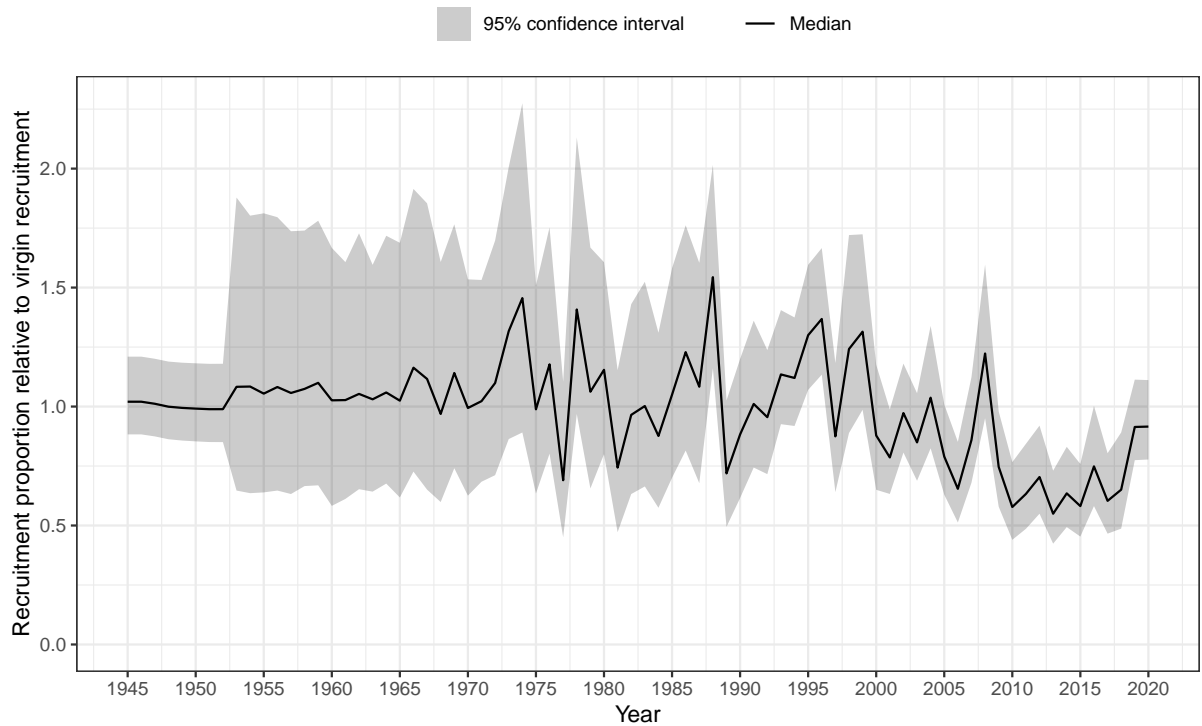 95% confidence interval Median
Recruitment proportion relative to virgin recruitment
2.0
1.5
1.0
0.5
0.0
1945 1950 1955 1960 1965 1970 1975 1980 1985 1990 1995 2000 2005 2010 2015 2020
Year